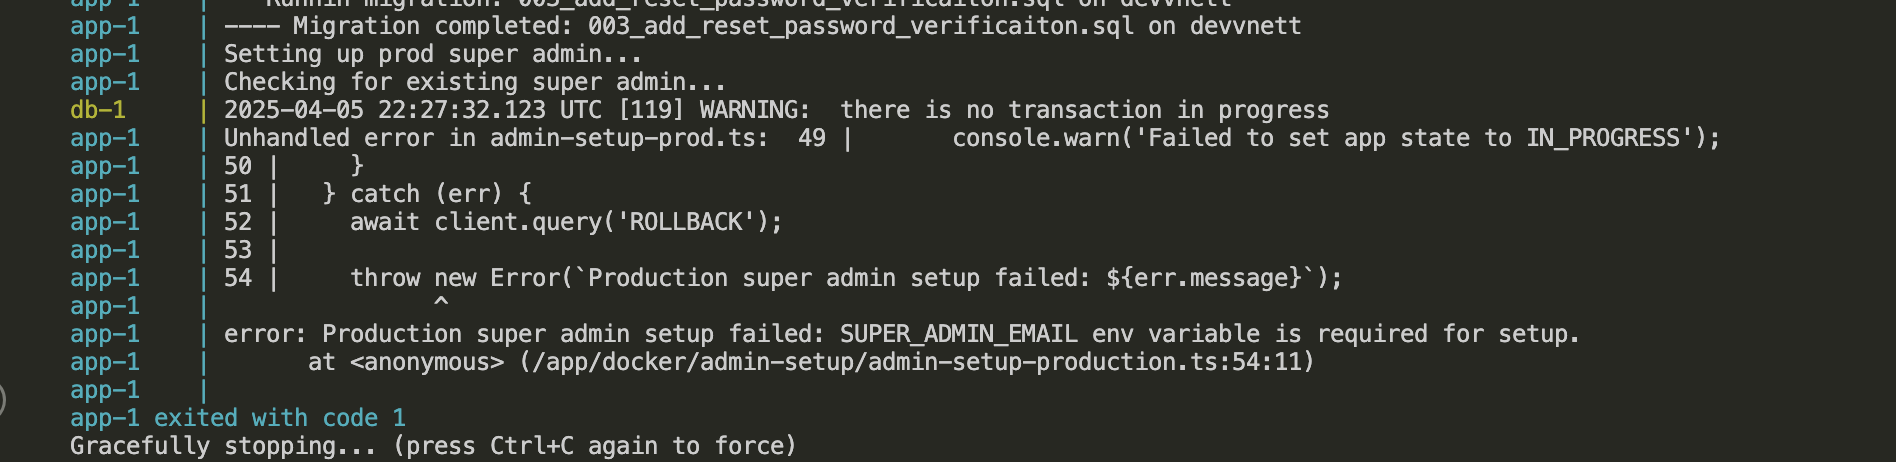 app-1    |   Runnin migration: 003_add_reset_password_verificaiton.sql on devvnett
app-1    | ---- Migration completed: 003_add_reset_password_verificaiton.sql on devvnett
app-1    | Setting up prod super admin...
app-1    | Checking for existing super admin...
db-1     | 2025-04-05 22:27:32.123 UTC [119] WARNING:  there is no transaction in progress
app-1    | Unhandled error in admin-setup-prod.ts:  49 |       console.warn('Failed to set app state to IN_PROGRESS');
app-1    | 50 |     }
app-1    | 51 |   } catch (err) {
app-1    | 52 |     await client.query('ROLLBACK');
app-1    | 53 |
app-1    | 54 |     throw new Error(`Production super admin setup failed: ${err.message}`);
app-1    |                ^
app-1    | error: Production super admin setup failed: SUPER_ADMIN_EMAIL env variable is required for setup.
app-1    |       at <anonymous> (/app/docker/admin-setup/admin-setup-production.ts:54:11)
app-1    |
app-1 exited with code 1
Gracefully stopping... (press Ctrl+C again to force)